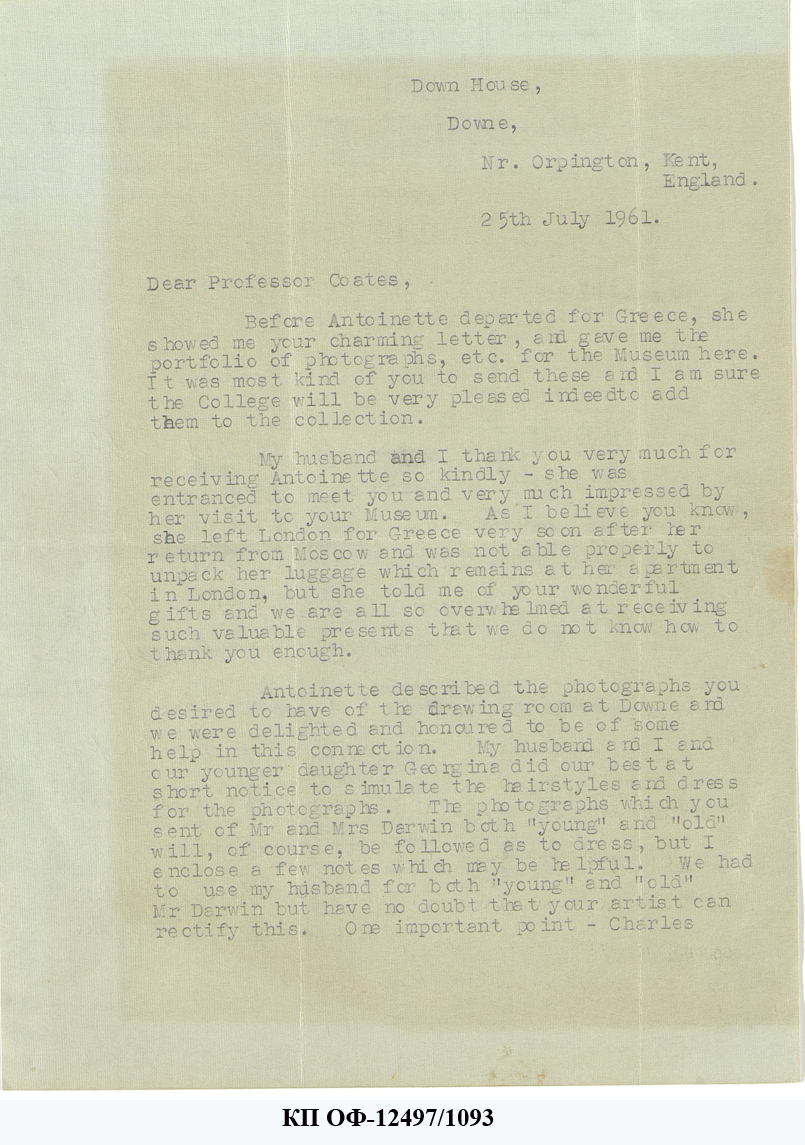 Down House,
Downe,
Nr. Orpington, Kent,
England.
25th July 1961.
Dear Professor Coates,
Before Antoinette departed for Greece, she
showed me your charming letter, and gave me the
portfolio of photographs, etc. for the Museum here.
It was most kind of you to send these and I am sure
the College will be very pleased indeedto add
them to the collection.
My husband and I thank you very much for
receiving Antoinette so kindly - she was
entranced to meet you and very much impressed by
her visit to your Museum. As I believe you know,
she left London for Greece very soon after her
return from Moscow and was not able properly to
unpack her luggage which remains at her apartment
in London, but she told me of your wonderful
gifts and we are all so overwhelmed at receiving
such valuable presents that we do not know how to
thank you enough.
Antoinette described the photographs you
desired to have of the drawing room at Downe and
we were delighted and honoured to be of some
help in this connection. My husband and I and
our younger daughter Georgina did our best at
short notice to simulate the hairstyles and dress
for the photographs. The photographs which you
sent of Mr and Mrs Darwin both "young" and "old"
will, of course, be followed as to dress, but I
enclose a few notes which may be helpful. We had
to use my husband for both "young" and "old"
Mr Darwin but have no doubt that your artist can
rectify this. One important point - Charles
КП ОФ-12497/1093